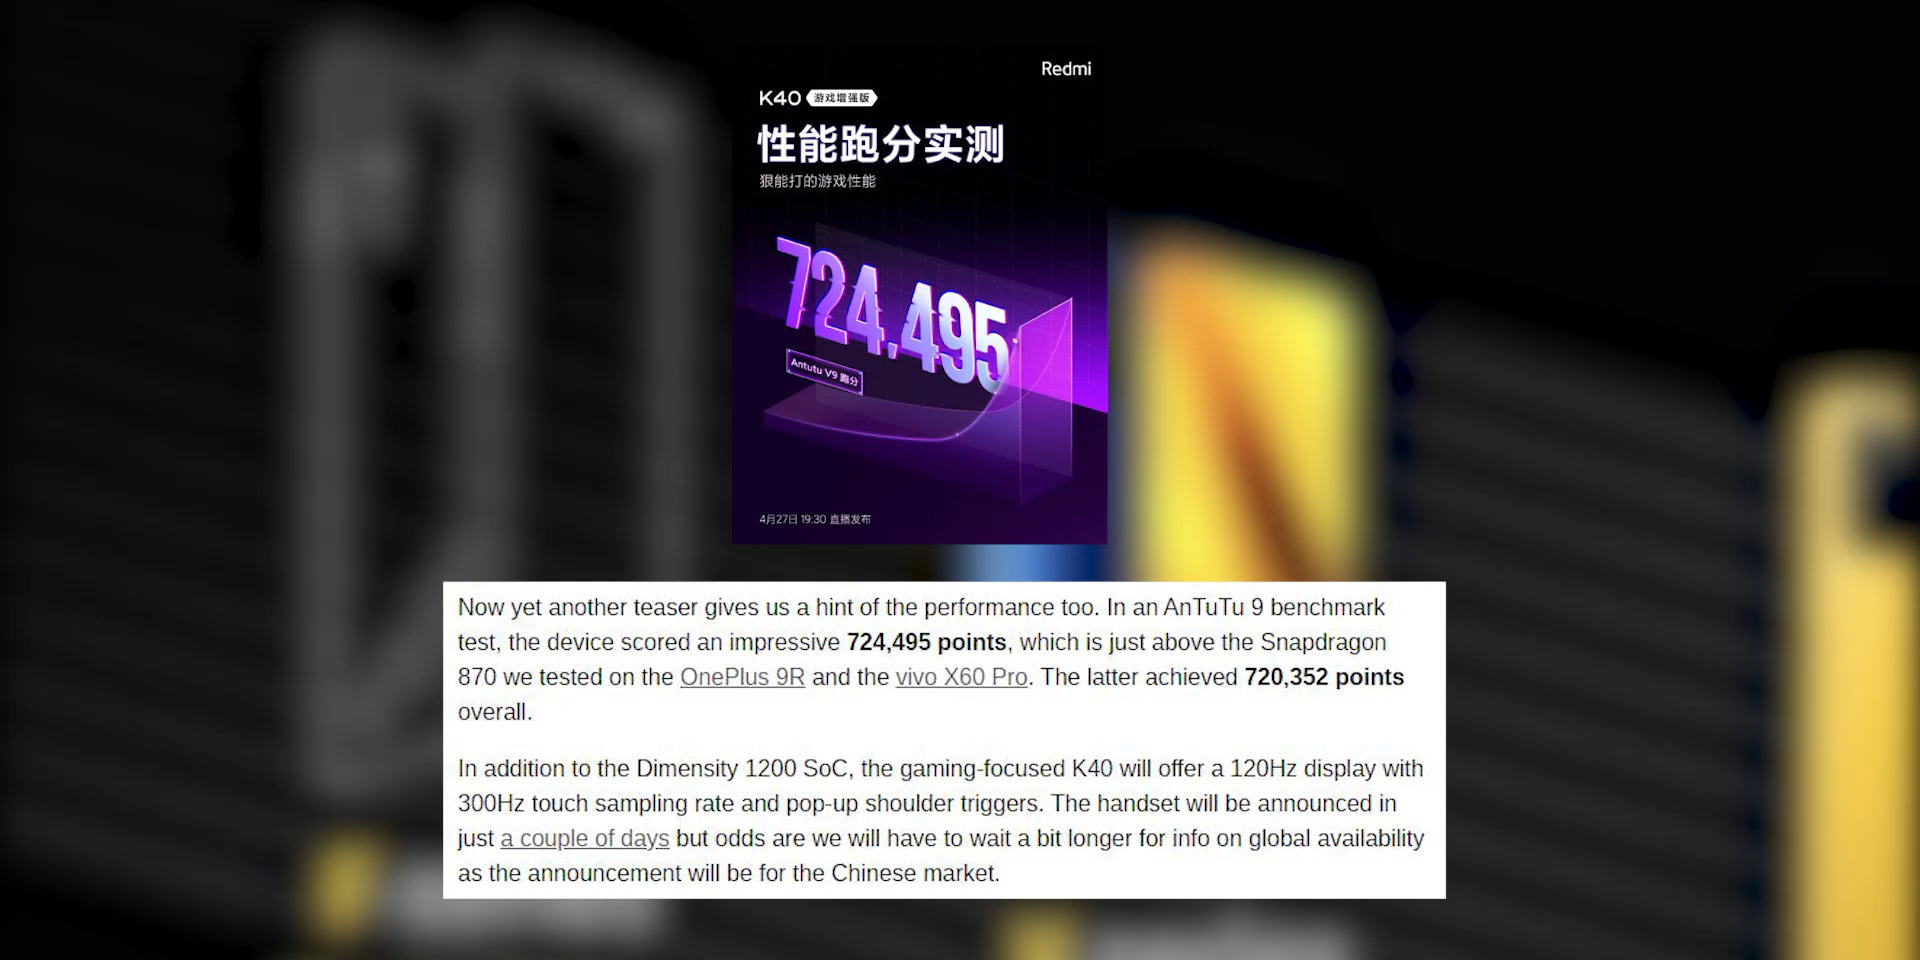 Redmi
K40 游戏增强版
性能跑分实测
狠能打的游戏性能
724,495
Antutu V9 跑分
4月27日 19:30 直播发布
Now yet another teaser gives us a hint of the performance too. In an AnTuTu 9 benchmark
test, the device scored an impressive 724,495 points, which is just above the Snapdragon
870 we tested on the OnePlus 9R and the vivo X60 Pro. The latter achieved 720,352 points
overall.
In addition to the Dimensity 1200 SoC, the gaming-focused K40 will offer a 120Hz display with
300Hz touch sampling rate and pop-up shoulder triggers. The handset will be announced in
just a couple of days but odds are we will have to wait a bit longer for info on global availability
as the announcement will be for the Chinese market.